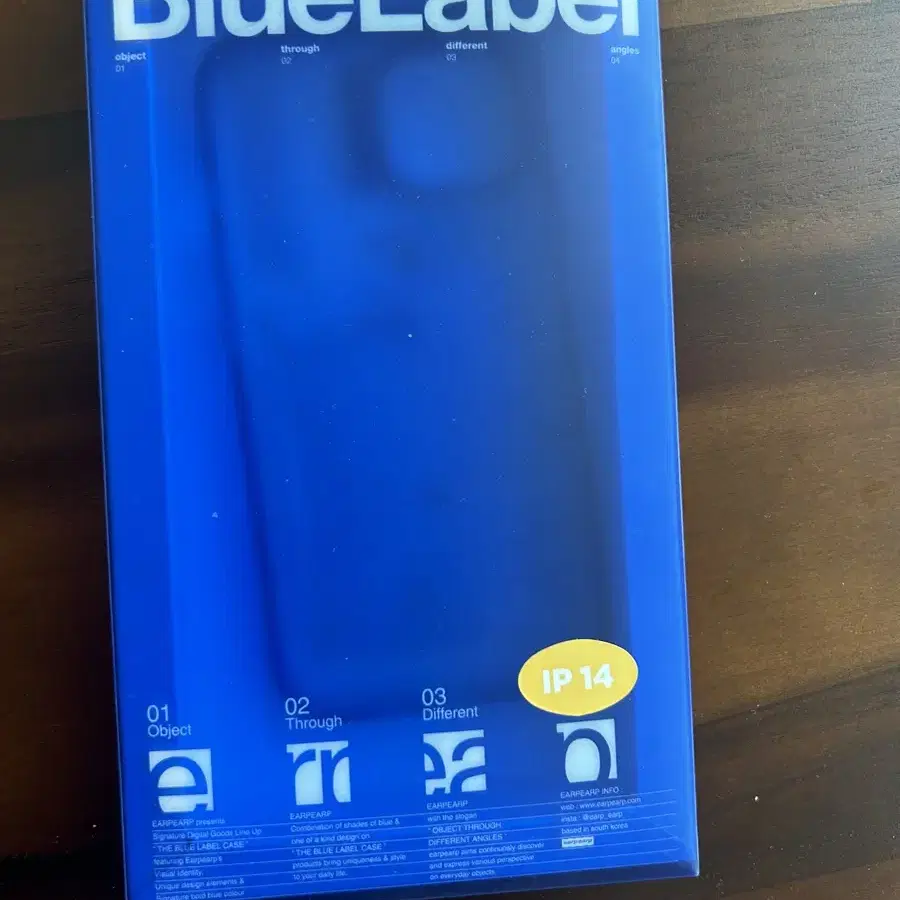 BlueLabel
object
01
through
02
different
03
angles
04
IP 14
01
Object
02
Through
03
Different
EARPEARP presents
Signature Digital Goods Line Up
" THE BLUE LABEL CASE "
featuring Earpearp's
Visual identity.
Unique design elements &
Signature bold blue colour
EARPEARP
Combination of shades of blue &
one of a kind design on
" THE BLUE LABEL CASE "
products bring uniqueness & style
to your daily life.
EARPEARP
with the slogan
" OBJECT THROUGH
DIFFERENT ANGLES "
earpearp aims continously discover
and express various perspective
on everyday objects.
EARPEARP INFO :
web : www.earpearp.com
insta : @earp_earp
based in south korea
earpearp